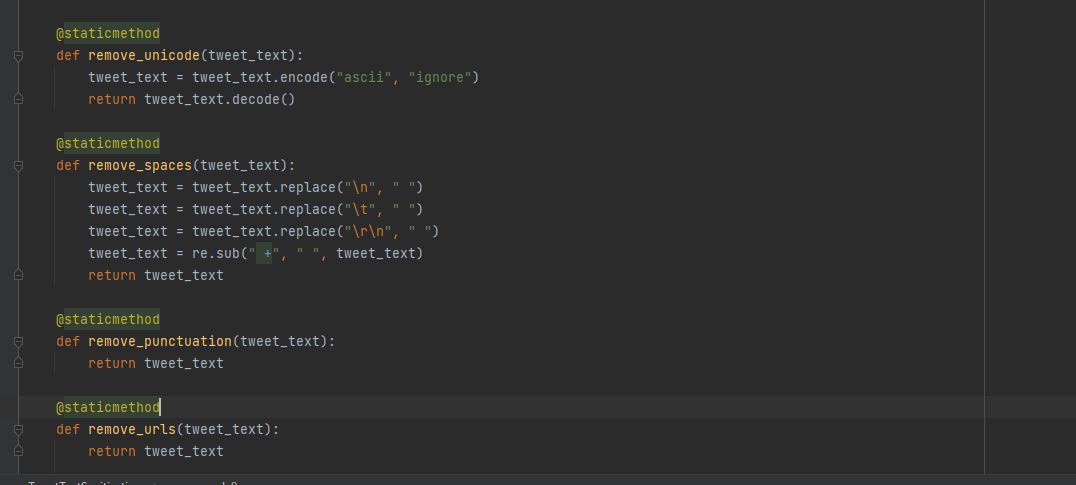 @staticmethod
def remove_unicode(tweet_text):
    tweet_text = tweet_text.encode("ascii", "ignore")
    return tweet_text.decode()

@staticmethod
def remove_spaces(tweet_text):
    tweet_text = tweet_text.replace("\n", " ")
    tweet_text = tweet_text.replace("\t", " ")
    tweet_text = tweet_text.replace("\r\n", " ")
    tweet_text = re.sub(" +", " ", tweet_text)
    return tweet_text

@staticmethod
def remove_punctuation(tweet_text):
    return tweet_text

@staticmethod
def remove_urls(tweet_text):
    return tweet_text